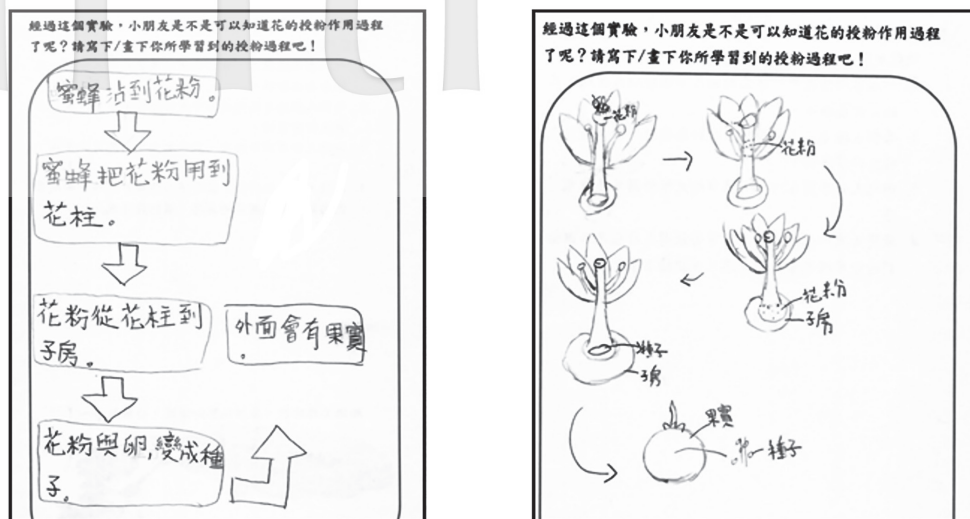 經過這個實驗，小朋友是不是可以知道花的授粉作用過程
了呢？請寫下/畫下你所學習到的授粉過程吧！
蜜蜂沾到花粉。
蜜蜂把花粉用到
花柱。
花粉從花柱到
子房。
花粉與卵,變成種
子。
外面會有果實
。
經過這個實驗，小朋友是不是可以知道花的授粉作用過程
了呢？請寫下/畫下你所學習到的授粉過程吧！
花粉
花粉
花粉
子房
種子
子房
果實
種子